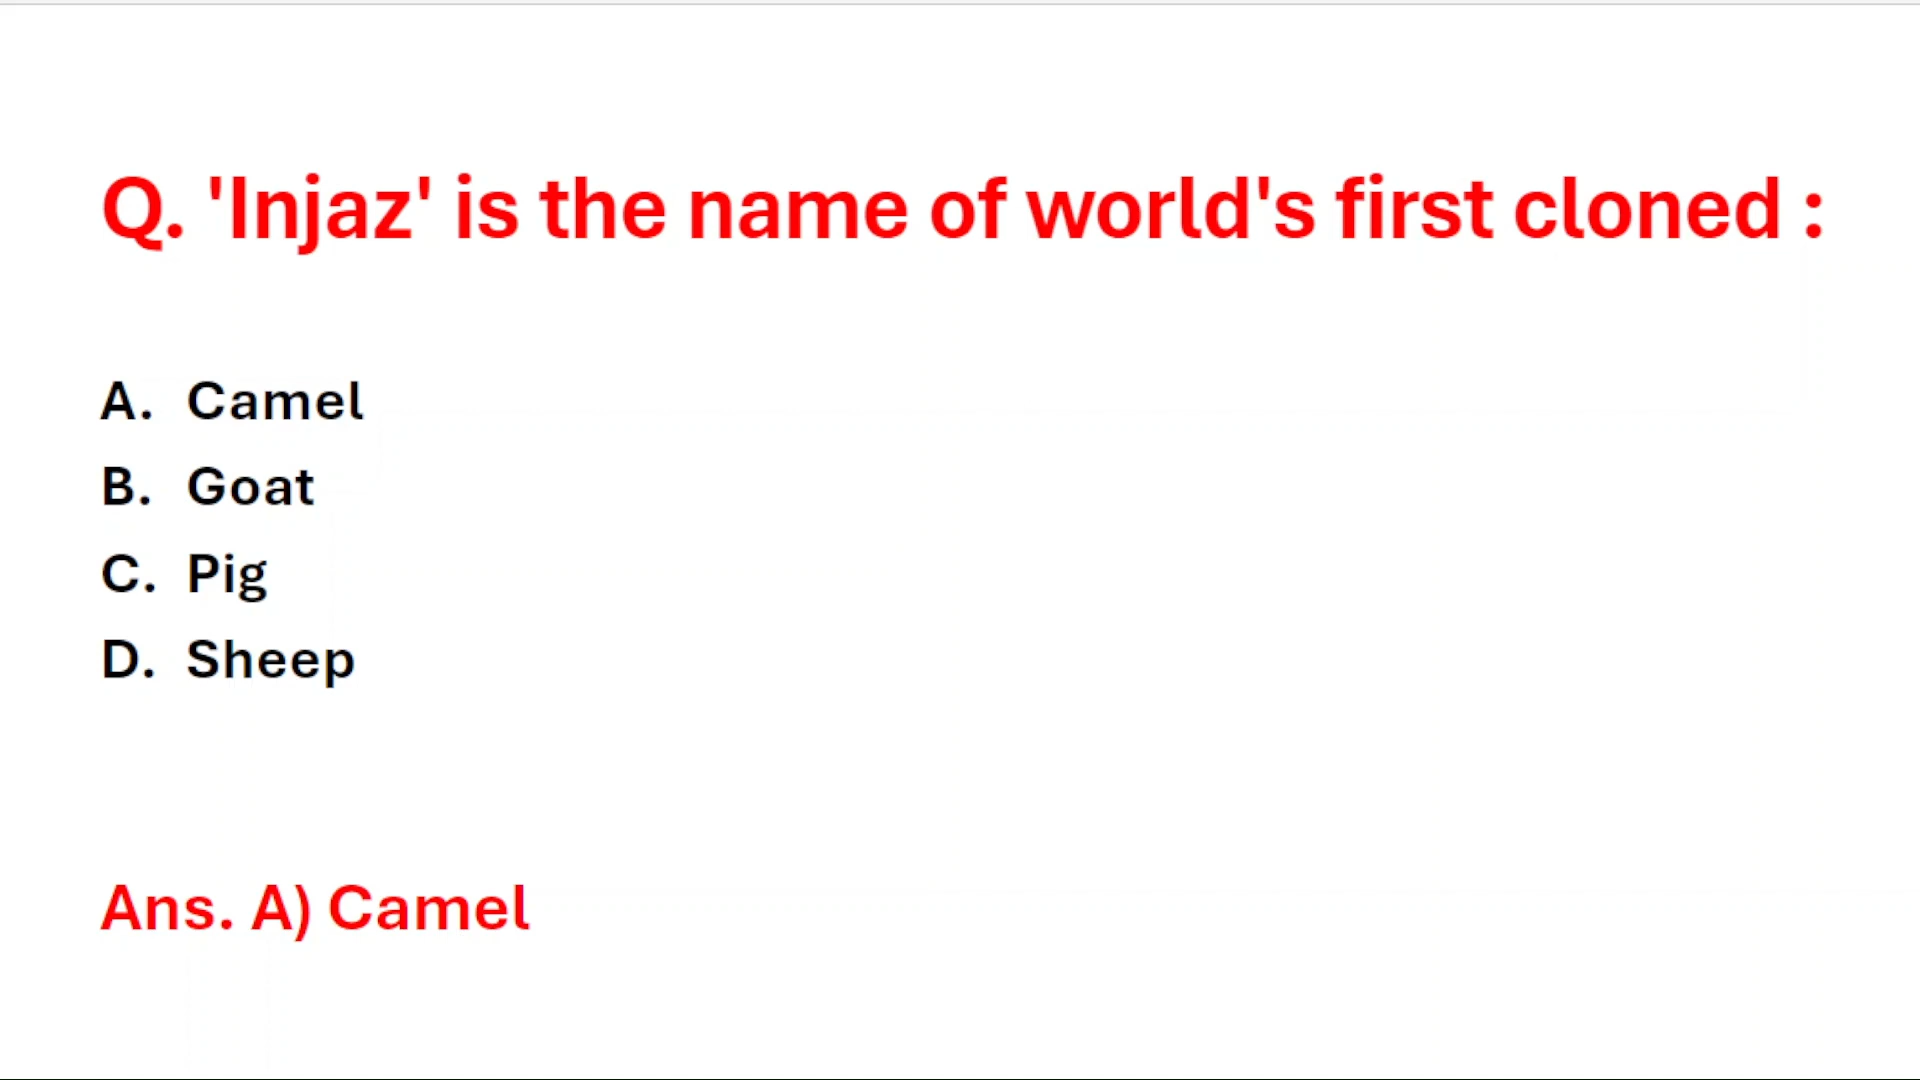 Q. 'Injaz' is the name of world's first cloned :
A. Camel
B. Goat
C. Pig
D. Sheep
Ans. A) Camel